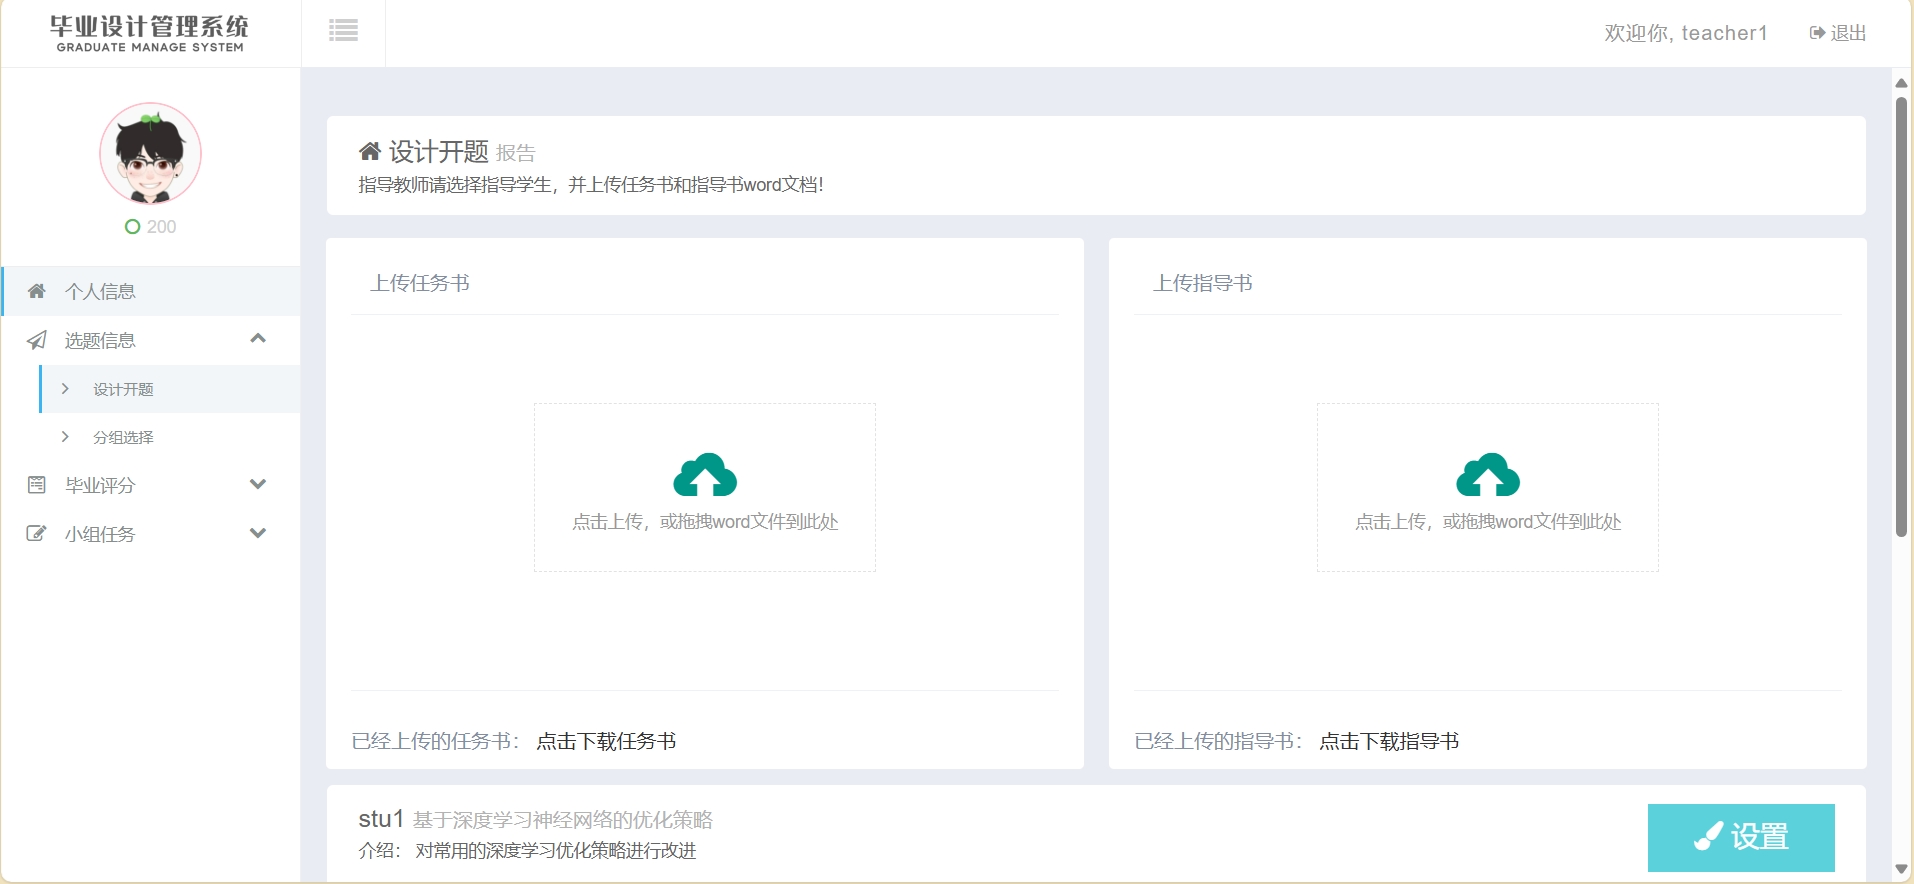 毕业设计管理系统
GRADUATE MANAGE SYSTEM
欢迎你, teacher1
退出
200
个人信息
选题信息
设计开题
分组选择
毕业评分
小组任务
设计开题 报告
指导教师请选择指导学生，并上传任务书和指导书word文档！
上传任务书
点击上传，或拖拽word文件到此处
已经上传的任务书： 点击下载任务书
上传指导书
点击上传，或拖拽word文件到此处
已经上传的指导书： 点击下载指导书
stu1 基于深度学习神经网络的优化策略
介绍： 对常用的深度学习优化策略进行改进
设置